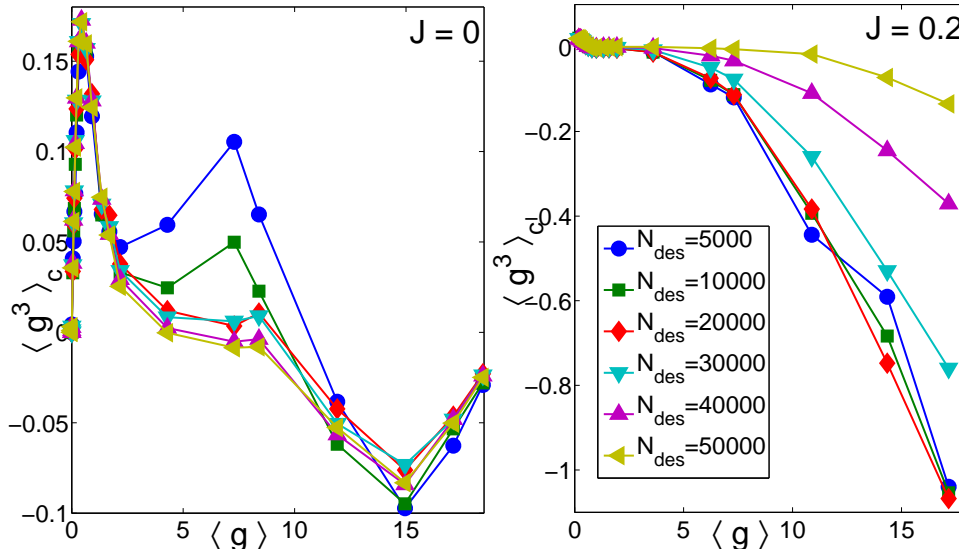 J = 0
0.15
0.1
0.05
0
−0.05
−0.1
⟨ g³ ⟩c
0 5 10 15
⟨ g ⟩
J = 0.2
0
−0.2
−0.4
−0.6
−0.8
−1
⟨ g³ ⟩c
0 5 10 15
⟨ g ⟩
N_des=5000
N_des=10000
N_des=20000
N_des=30000
N_des=40000
N_des=50000